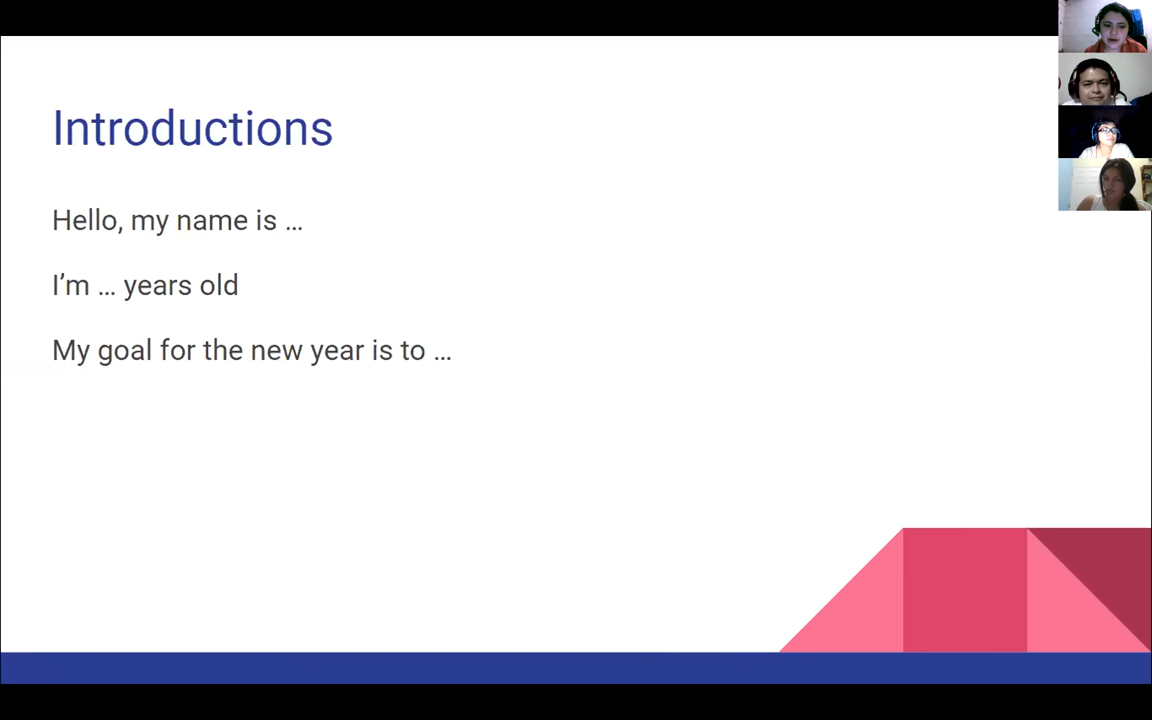 Introductions
Hello, my name is …
I’m … years old
My goal for the new year is to …